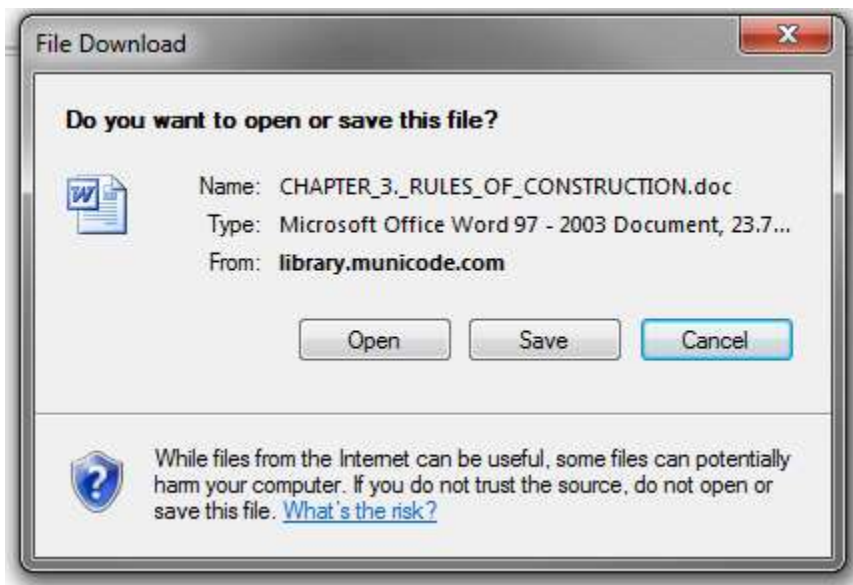 File Download
Do you want to open or save this file?
Name: CHAPTER_3._RULES_OF_CONSTRUCTION.doc
Type: Microsoft Office Word 97 - 2003 Document, 23.7...
From: library.municode.com
Open Save Cancel
While files from the Internet can be useful, some files can potentially
harm your computer. If you do not trust the source, do not open or
save this file. What's the risk?